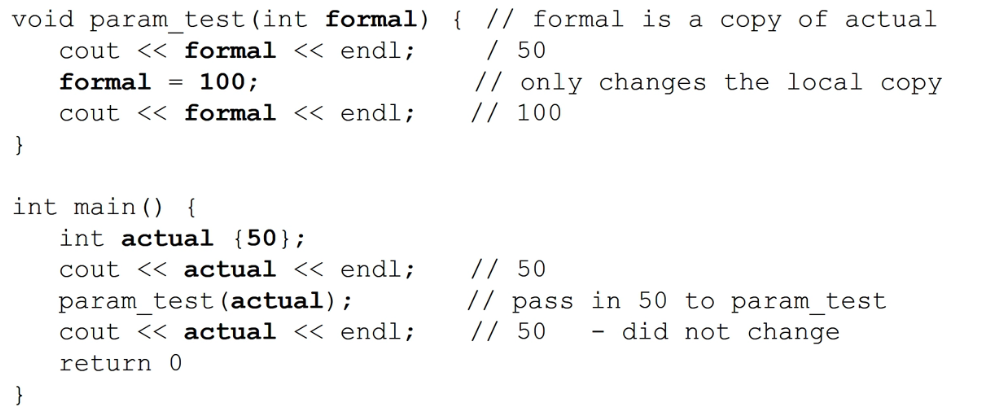 void param_test(int formal) { // formal is a copy of actual
   cout << formal << endl;    / 50
   formal = 100;              // only changes the local copy
   cout << formal << endl;   // 100
}

int main() {
   int actual {50};
   cout << actual << endl;   // 50
   param_test(actual);       // pass in 50 to param_test
   cout << actual << endl;   // 50   - did not change
   return 0
}